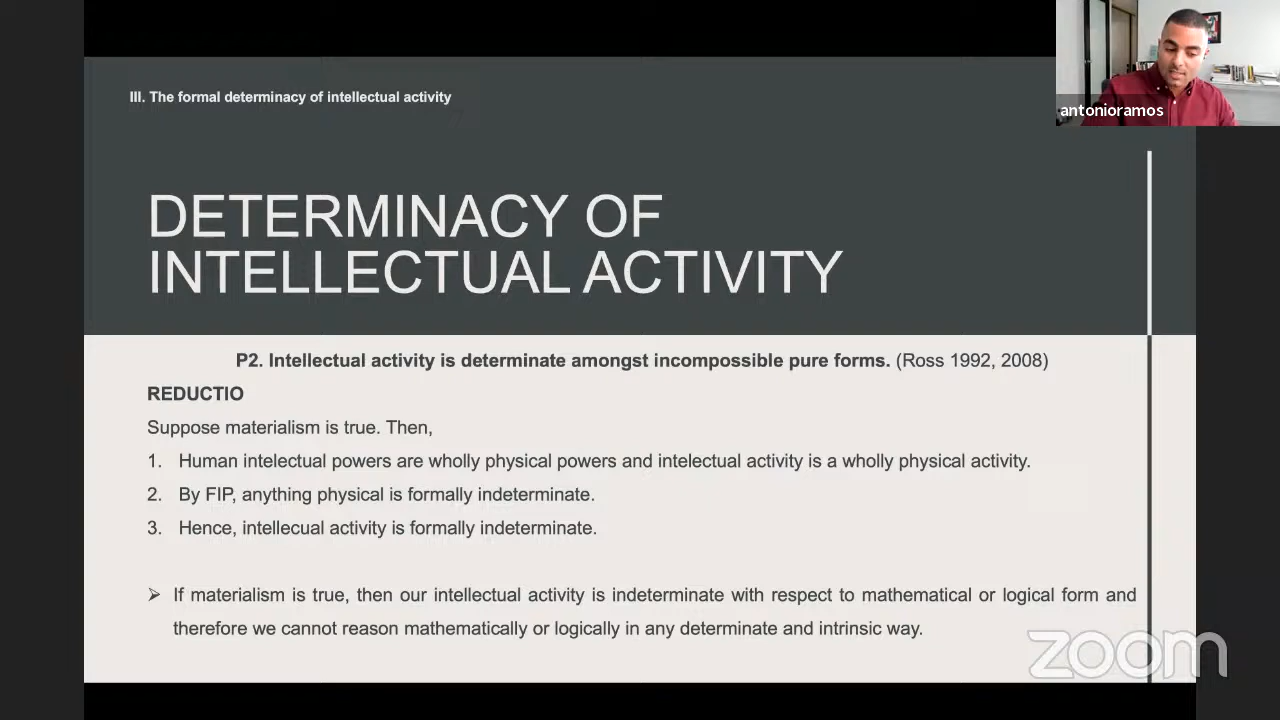 III. The formal determinacy of intellectual activity
antonioramos
DETERMINACY OF
INTELLECTUAL ACTIVITY
P2. Intellectual activity is determinate amongst incompossible pure forms. (Ross 1992, 2008)
REDUCTIO
Suppose materialism is true. Then,
1. Human intelectual powers are wholly physical powers and intelectual activity is a wholly physical activity.
2. By FIP, anything physical is formally indeterminate.
3. Hence, intellecual activity is formally indeterminate.
➢ If materialism is true, then our intellectual activity is indeterminate with respect to mathematical or logical form and
therefore we cannot reason mathematically or logically in any determinate and intrinsic way.
zoom